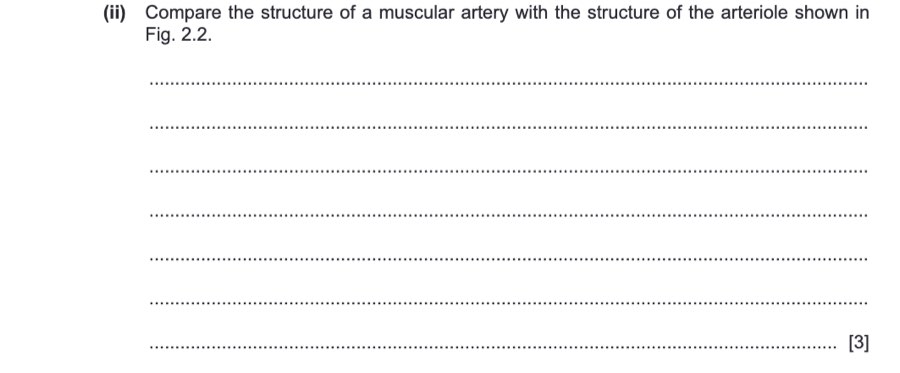 (ii) Compare the structure of a muscular artery with the structure of the arteriole shown in
Fig. 2.2.
[3]